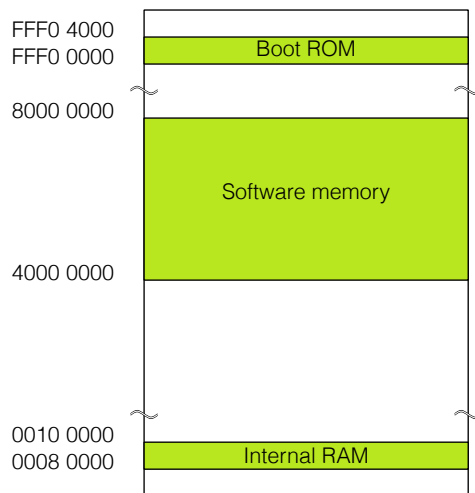 FFF0 4000
Boot ROM
FFF0 0000
8000 0000
Software memory
4000 0000
0010 0000
Internal RAM
0008 0000